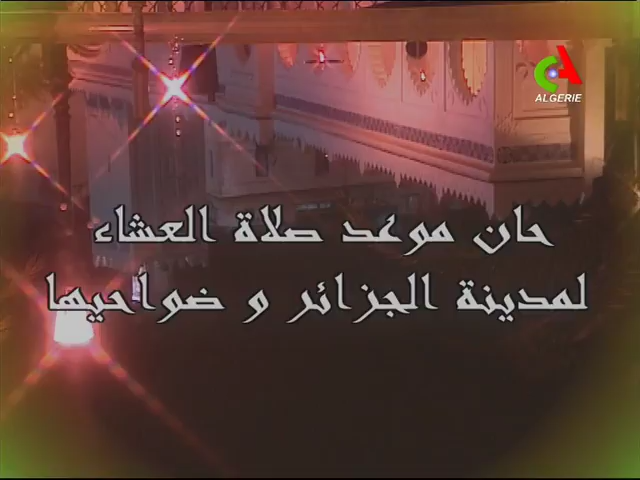 ALGERIE
حان موعد صلاة العشاء
لمدينة الجزائر و ضواحيها